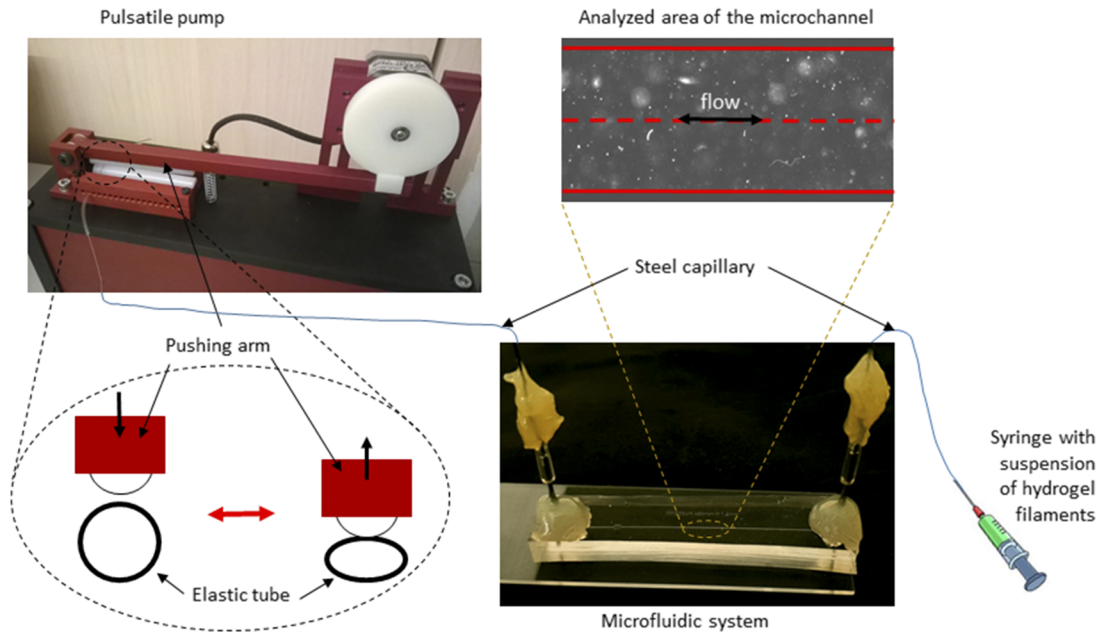 Pulsatile pump
Analyzed area of the microchannel
flow
Steel capillary
Pushing arm
Syringe with
suspension
of hydrogel
filaments
Elastic tube
Microfluidic system